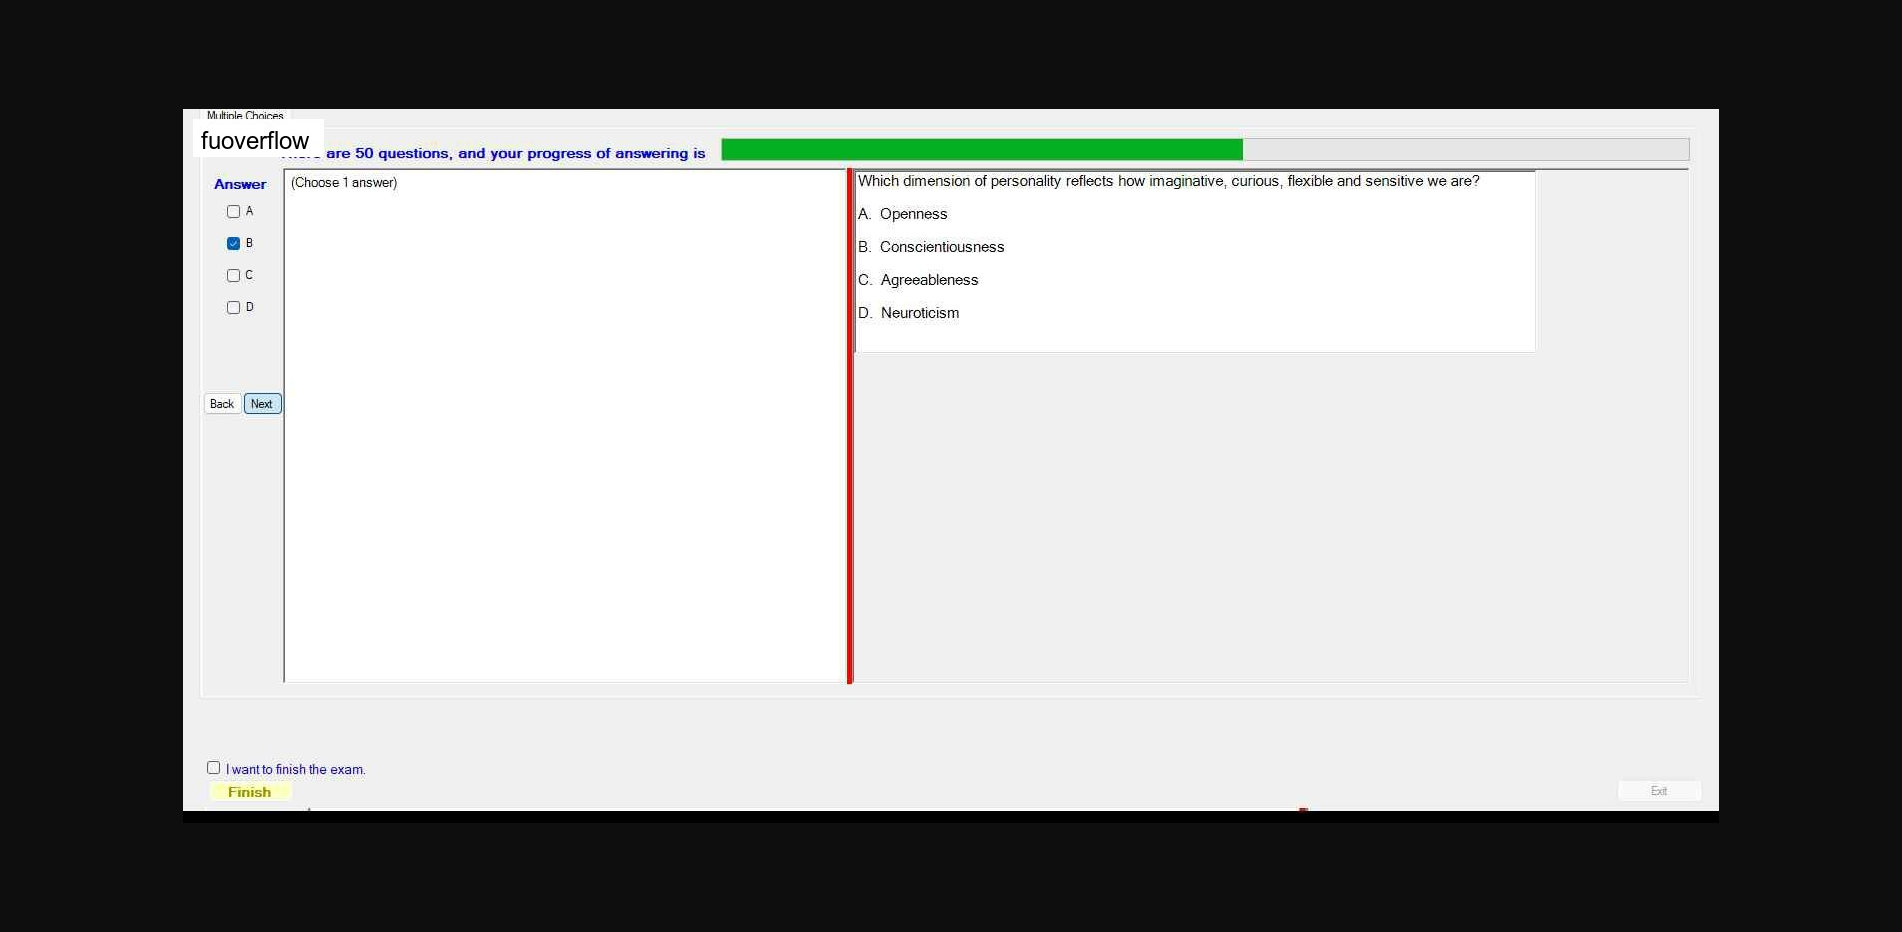 Multiple Choices
fuoverflow
are 50 questions, and your progress of answering is
Answer
(Choose 1 answer)
A
B
C
D
Back Next
Which dimension of personality reflects how imaginative, curious, flexible and sensitive we are?
A. Openness
B. Conscientiousness
C. Agreeableness
D. Neuroticism
I want to finish the exam.
Finish
Exit